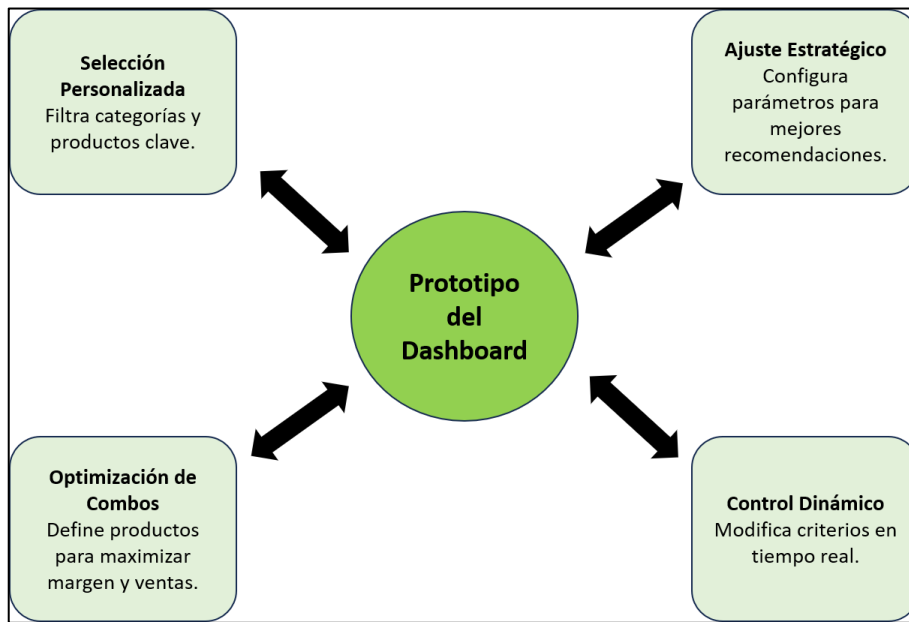 Selección
Personalizada
Filtra categorías y
productos clave.
Ajuste Estratégico
Configura
parámetros para
mejores
recomendaciones.
Prototipo
del
Dashboard
Optimización de
Combos
Define productos
para maximizar
margen y ventas.
Control Dinámico
Modifica criterios en
tiempo real.